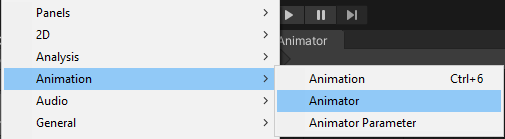 Panels
2D
Analysis
Animation
Audio
General
Animator
Animation Ctrl+6
Animator
Animator Parameter